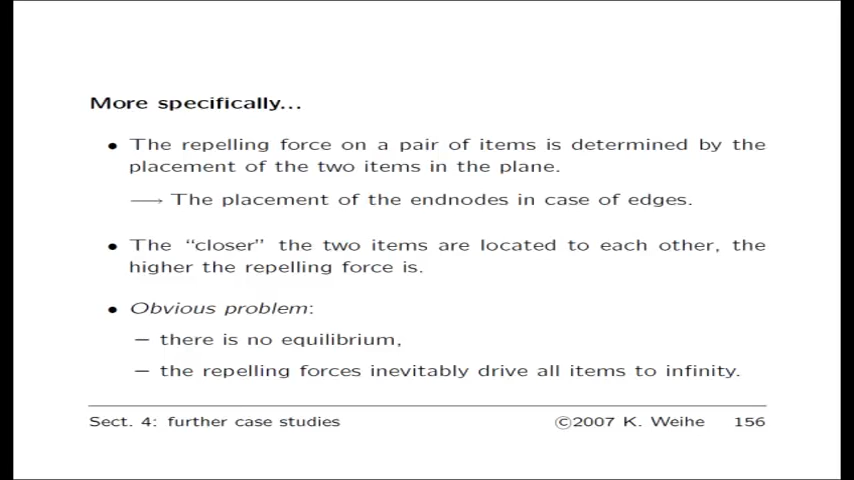 More specifically...
• The repelling force on a pair of items is determined by the
placement of the two items in the plane.
⟶ The placement of the endnodes in case of edges.
• The “closer” the two items are located to each other, the
higher the repelling force is.
• Obvious problem:
– there is no equilibrium,
– the repelling forces inevitably drive all items to infinity.
Sect. 4: further case studies ©2007 K. Weihe 156